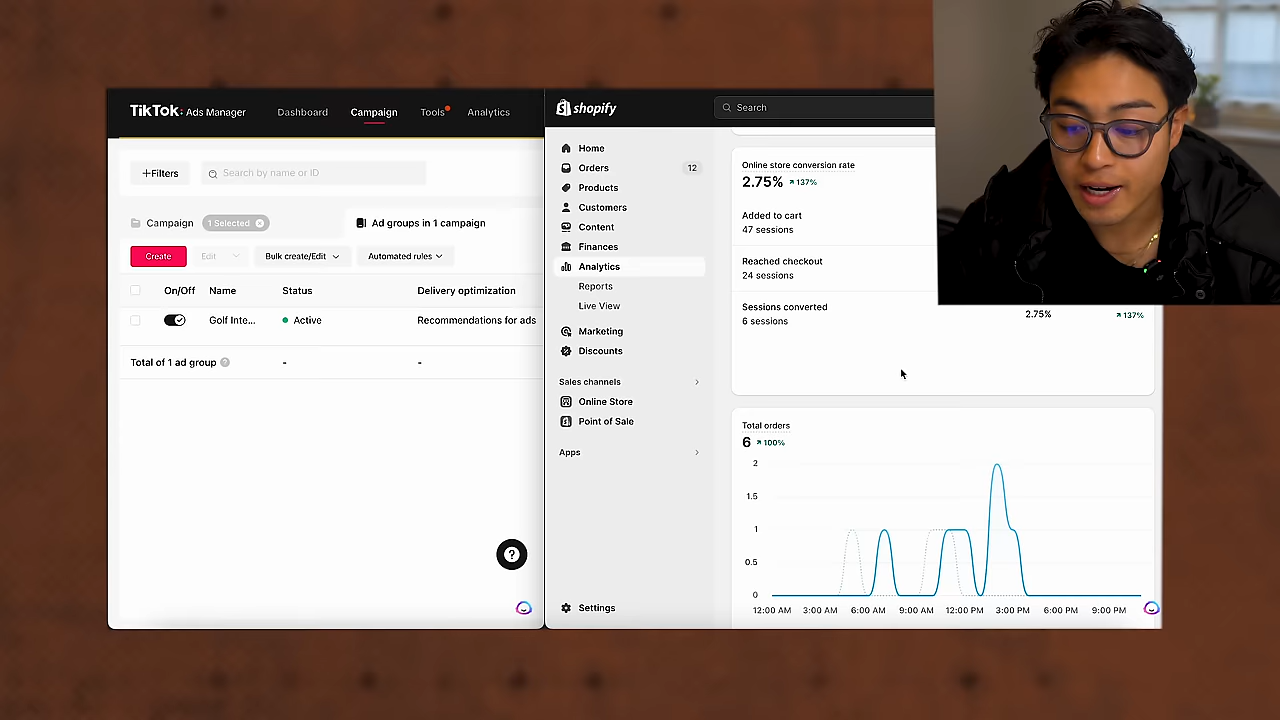 TikTok: Ads Manager
Dashboard
Campaign
Tools
Analytics
+Filters
Search by name or ID
Campaign
1 Selected
Ad groups in 1 campaign
Create
Edit
Bulk create/Edit
Automated rules
On/Off
Name
Status
Delivery optimization
Golf Inte...
Active
Recommendations for ads
Total of 1 ad group
-
-
shopify
Search
Home
Orders
12
Products
Customers
Content
Finances
Analytics
Reports
Live View
Marketing
Discounts
Sales channels
Online Store
Point of Sale
Apps
Settings
Online store conversion rate
2.75% 137%
Added to cart
47 sessions
Reached checkout
24 sessions
Sessions converted
6 sessions
2.75%
137%
Total orders
6 100%
2
1.5
1
0.5
0
12:00 AM
3:00 AM
6:00 AM
9:00 AM
12:00 PM
3:00 PM
6:00 PM
9:00 PM